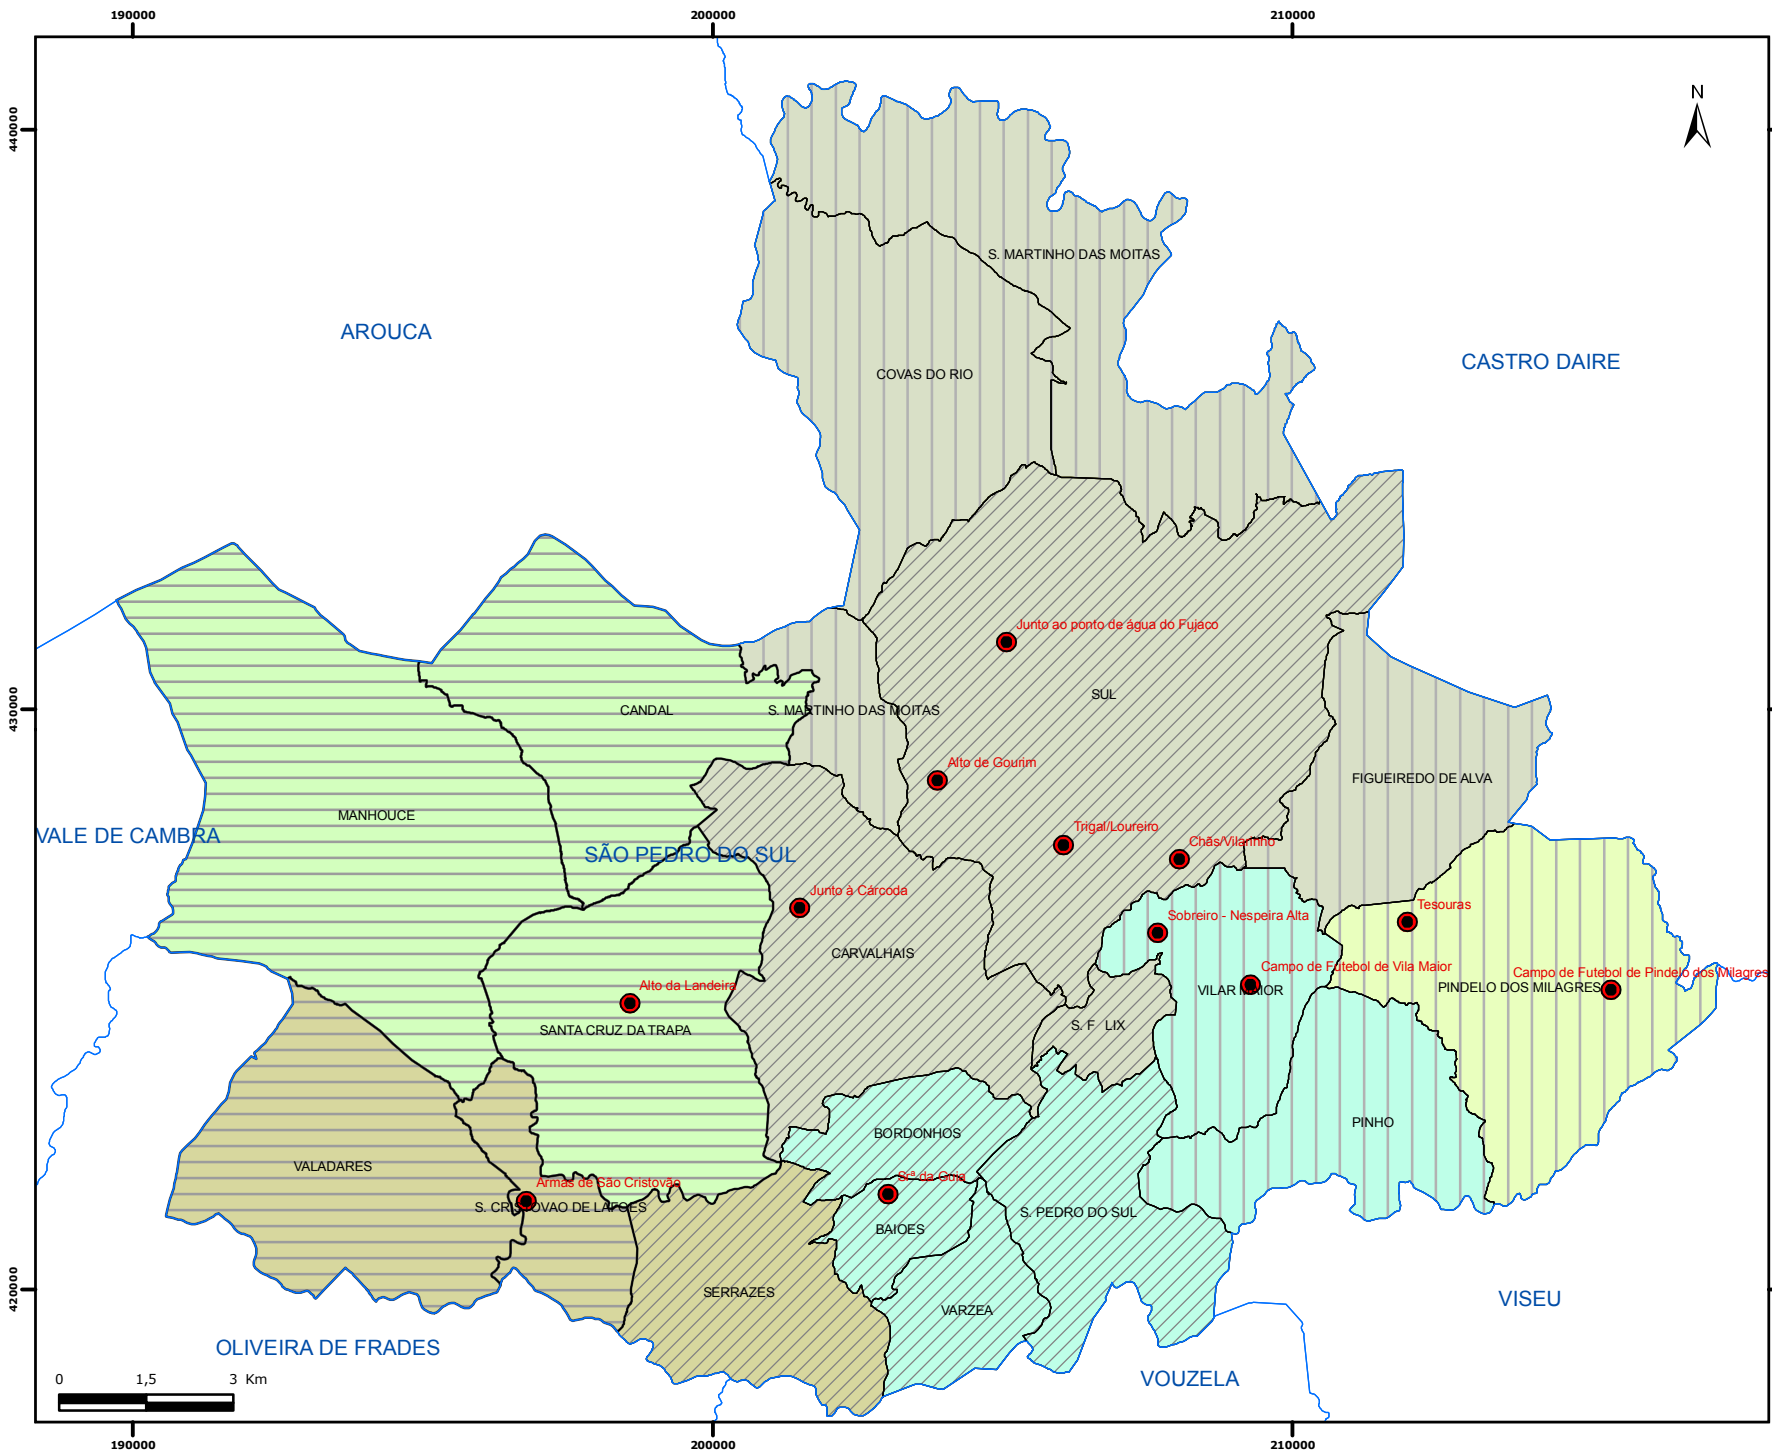 190000
200000
210000
440000
N
S. MARTINHO DAS MOITAS
AROUCA
CASTRO DAIRE
COVAS DO RIO
Junto ao ponto de água do Fujaco
SUL
430000
CANDAL
S. MARTINHO DAS MOITAS
Alto de Gourim
FIGUEIREDO DE ALVA
MANHOUCE
Trigal/Loureiro
VALE DE CAMBRA
SÃO PEDRO DO SUL
Chãs/Vilarinho
Junto à Cárcoda
Tesouras
Sobreiro - Nespeira Alta
CARVALHAIS
Campo de Futebol de Vila Maior
Campo de Futebol de Pindelo dos Milagres
Alto da Landeira
VILAR MAIOR
PINDELO DOS MILAGRES
S. F LIX
SANTA CRUZ DA TRAPA
PINHO
BORDONHOS
VALADARES
Srª da Guia
Armas de São Cristovão
S. CRISTOVAO DE LAFOES
S. PEDRO DO SUL
BAIOES
420000
SERRAZES
VISEU
VARZEA
OLIVEIRA DE FRADES
VOUZELA
0 1,5 3 Km
190000
200000
210000